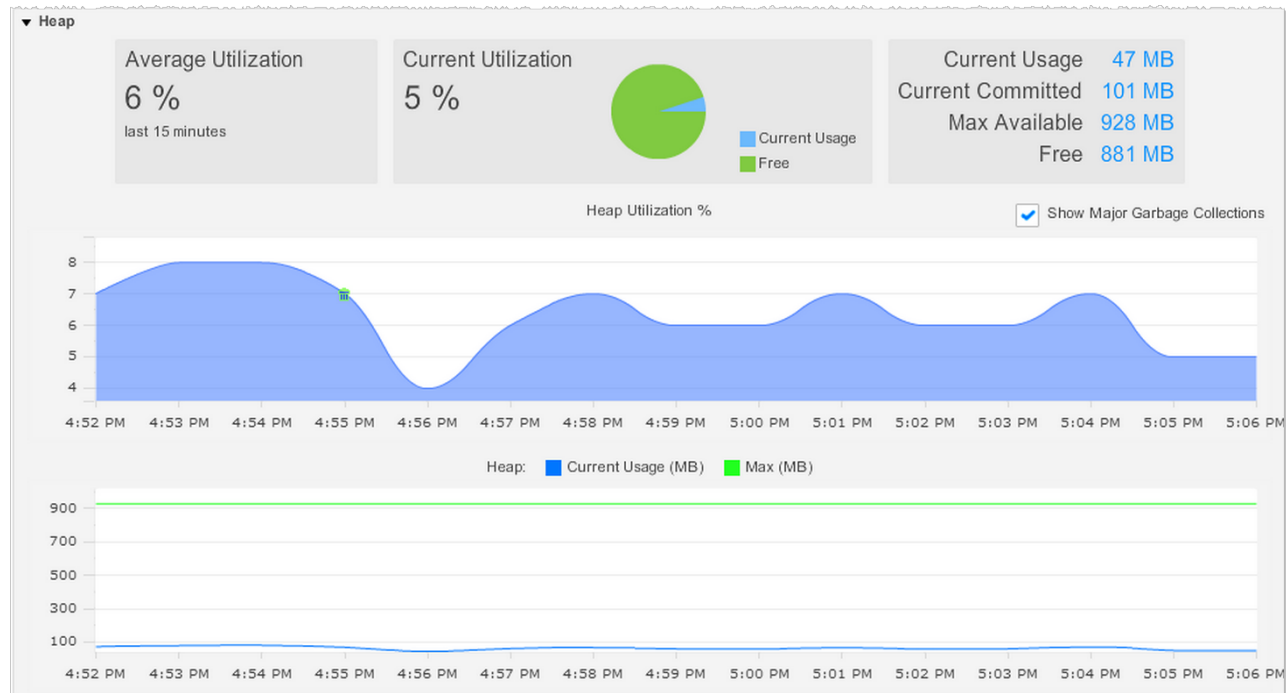 Heap
Average Utilization
6 %
last 15 minutes
Current Utilization
5 %
Current Usage
Free
Current Usage 47 MB
Current Committed 101 MB
Max Available 928 MB
Free 881 MB
Heap Utilization %
Show Major Garbage Collections
8
7
6
5
4
4:52 PM 4:53 PM 4:54 PM 4:55 PM 4:56 PM 4:57 PM 4:58 PM 4:59 PM 5:00 PM 5:01 PM 5:02 PM 5:03 PM 5:04 PM 5:05 PM 5:06 PM
Heap: Current Usage (MB) Max (MB)
900
700
500
300
100
4:52 PM 4:53 PM 4:54 PM 4:55 PM 4:56 PM 4:57 PM 4:58 PM 4:59 PM 5:00 PM 5:01 PM 5:02 PM 5:03 PM 5:04 PM 5:05 PM 5:06 PM